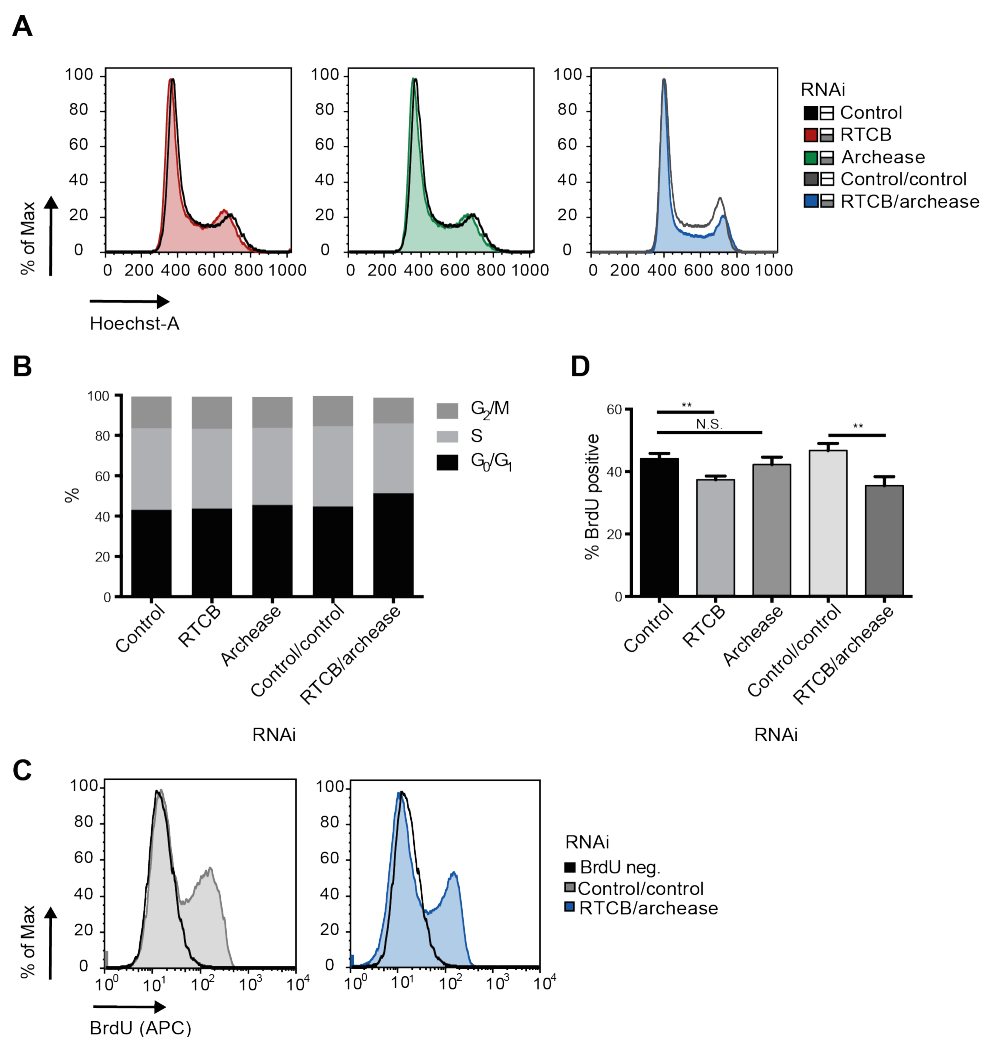 A
100
80
60
40
20
0
0 200 400 600 800 1000
100
80
60
40
20
0
0 200 400 600 800 1000
100
80
60
40
20
0
0 200 400 600 800 1000
% of Max
Hoechst-A
RNAi
Control
RTCB
Archease
Control/control
RTCB/archease
B
100
80
60
40
20
0
%
Control
RTCB
Archease
Control/control
RTCB/archease
RNAi
G2/M
S
G0/G1
D
60
40
20
0
% BrdU positive
**
N.S.
**
Control
RTCB
Archease
Control/control
RTCB/archease
RNAi
C
100
80
60
40
20
0
10^0 10^1 10^2 10^3 10^4
100
80
60
40
20
0
10^0 10^1 10^2 10^3 10^4
% of Max
BrdU (APC)
RNAi
BrdU neg.
Control/control
RTCB/archease